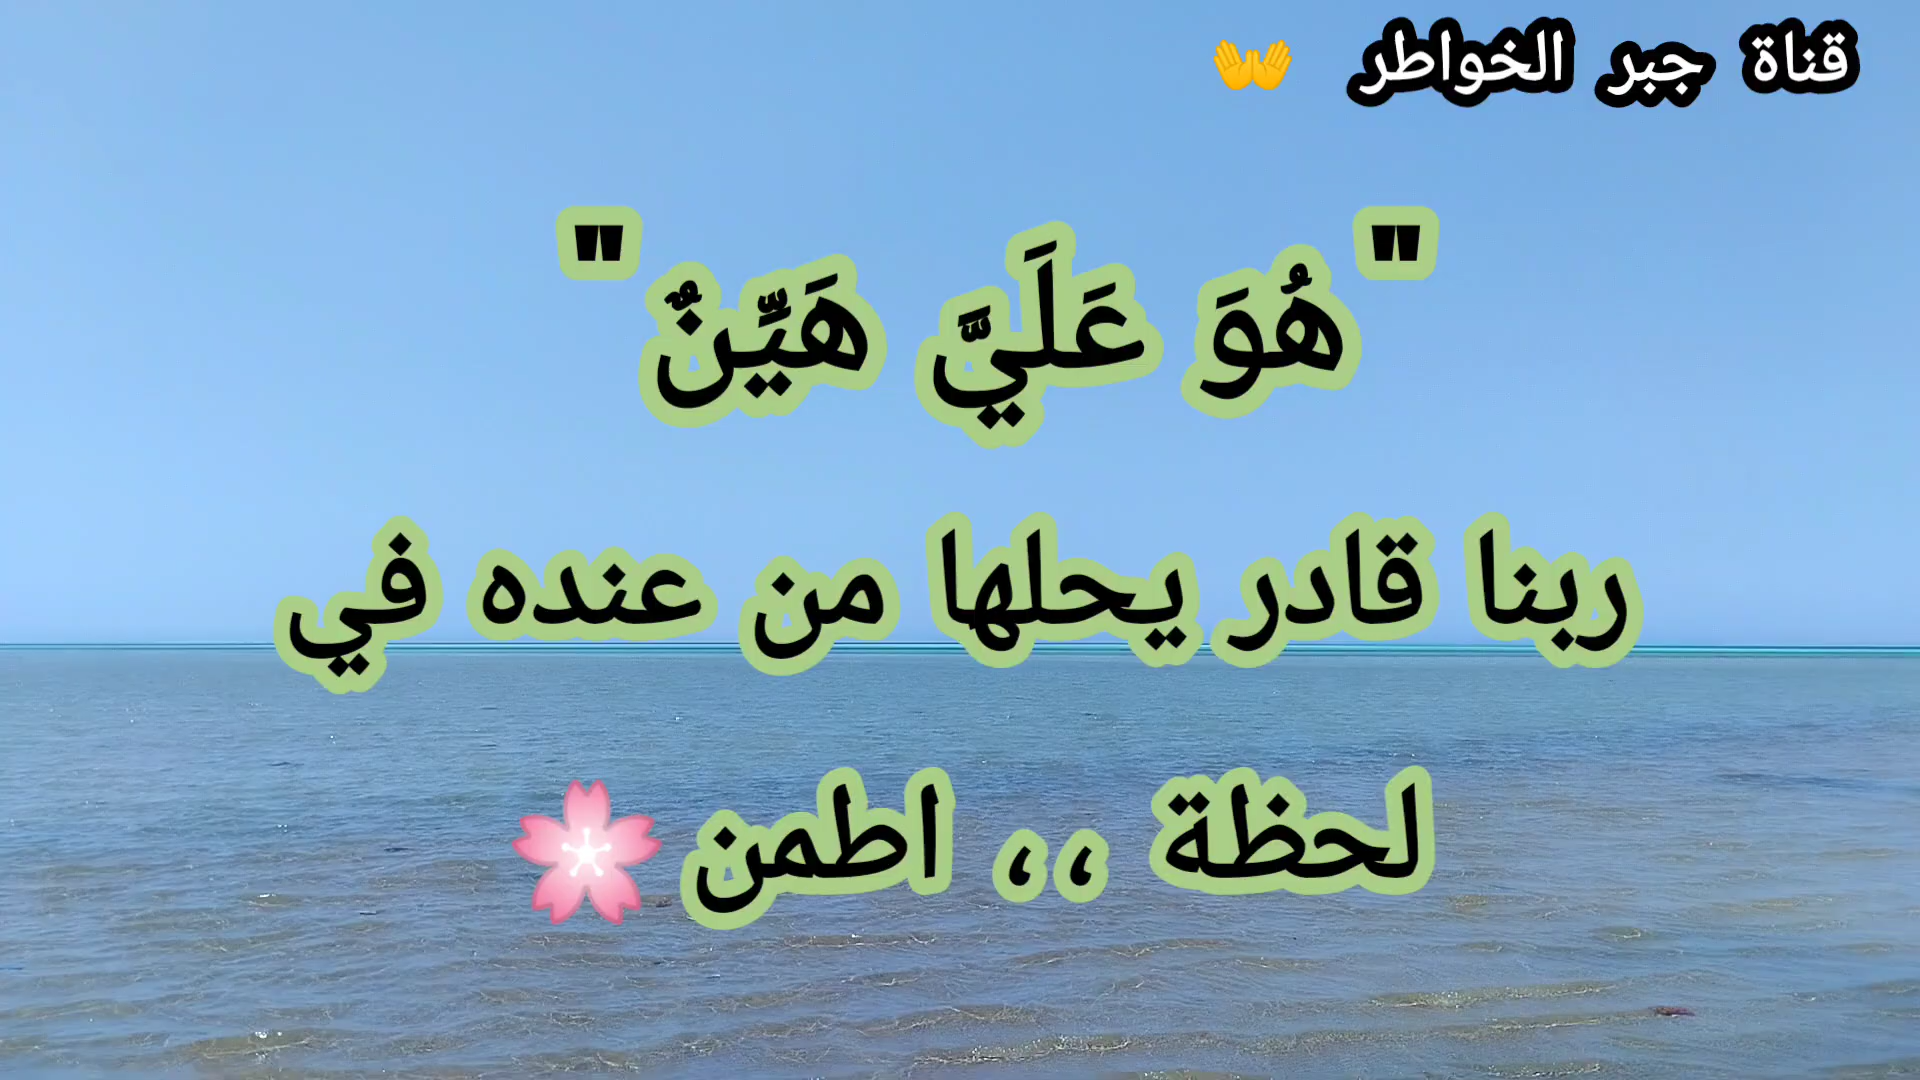 قناة جبر الخواطر 👐
"هُوَ عَلَيَّ هَيِّنٌ"
ربنا قادر يحلها من عنده في
لحظة ،، اطمن🌸